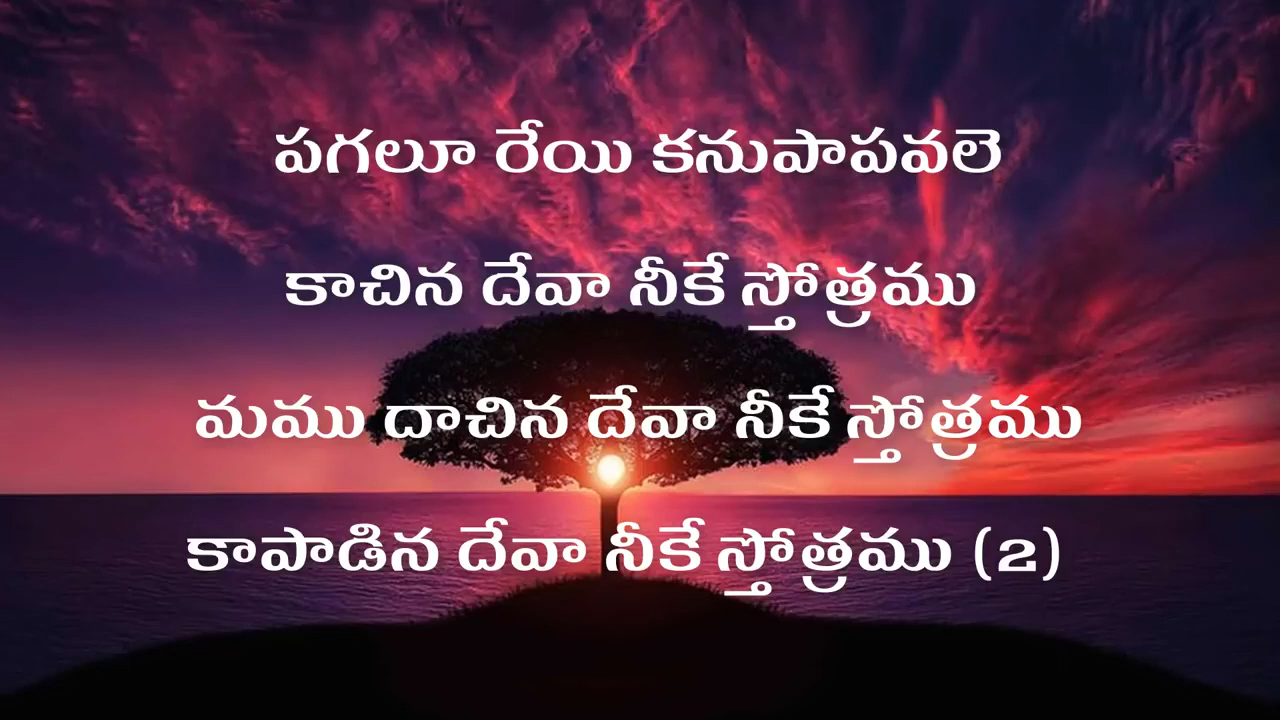 పగలూ రేయి కనుపాపవలె
కాచిన దేవా నీకే స్తోత్రము
మము దాచిన దేవా నీకే స్తోత్రము
కాపాడిన దేవా నీకే స్తోత్రము (2)